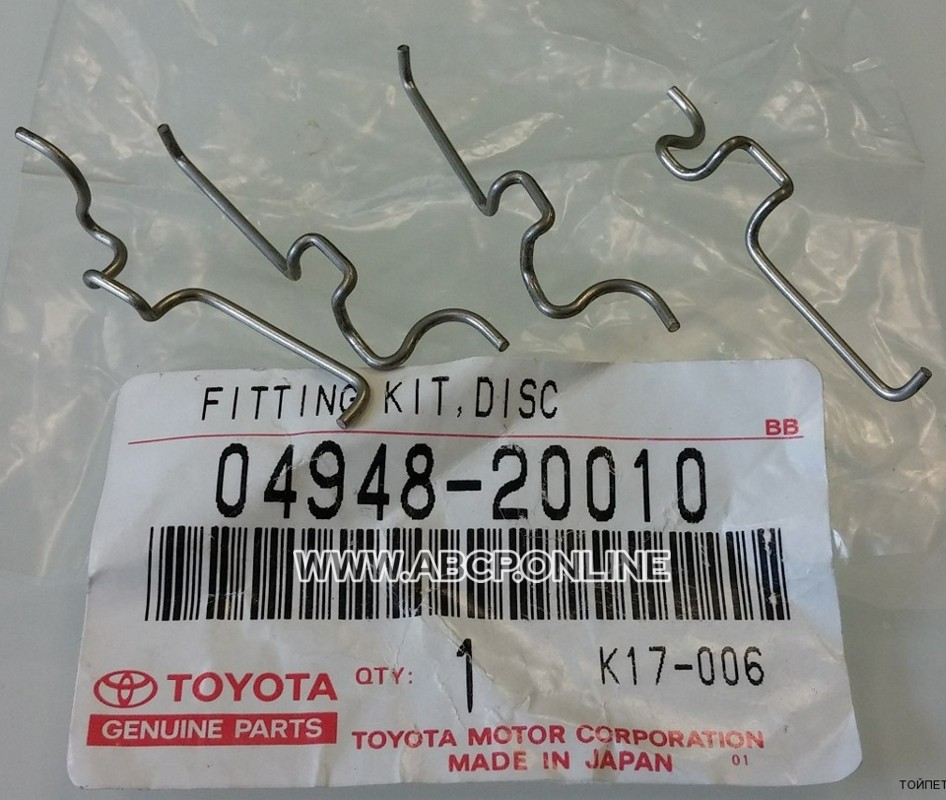 FITTING KIT, DISC
BB
04948-20010
WWW.ABCP.ONLINE
TOYOTA
GENUINE PARTS
QTY: 1
K17-006
TOYOTA MOTOR CORPORATION
MADE IN JAPAN 01
ТОЙПЕТ